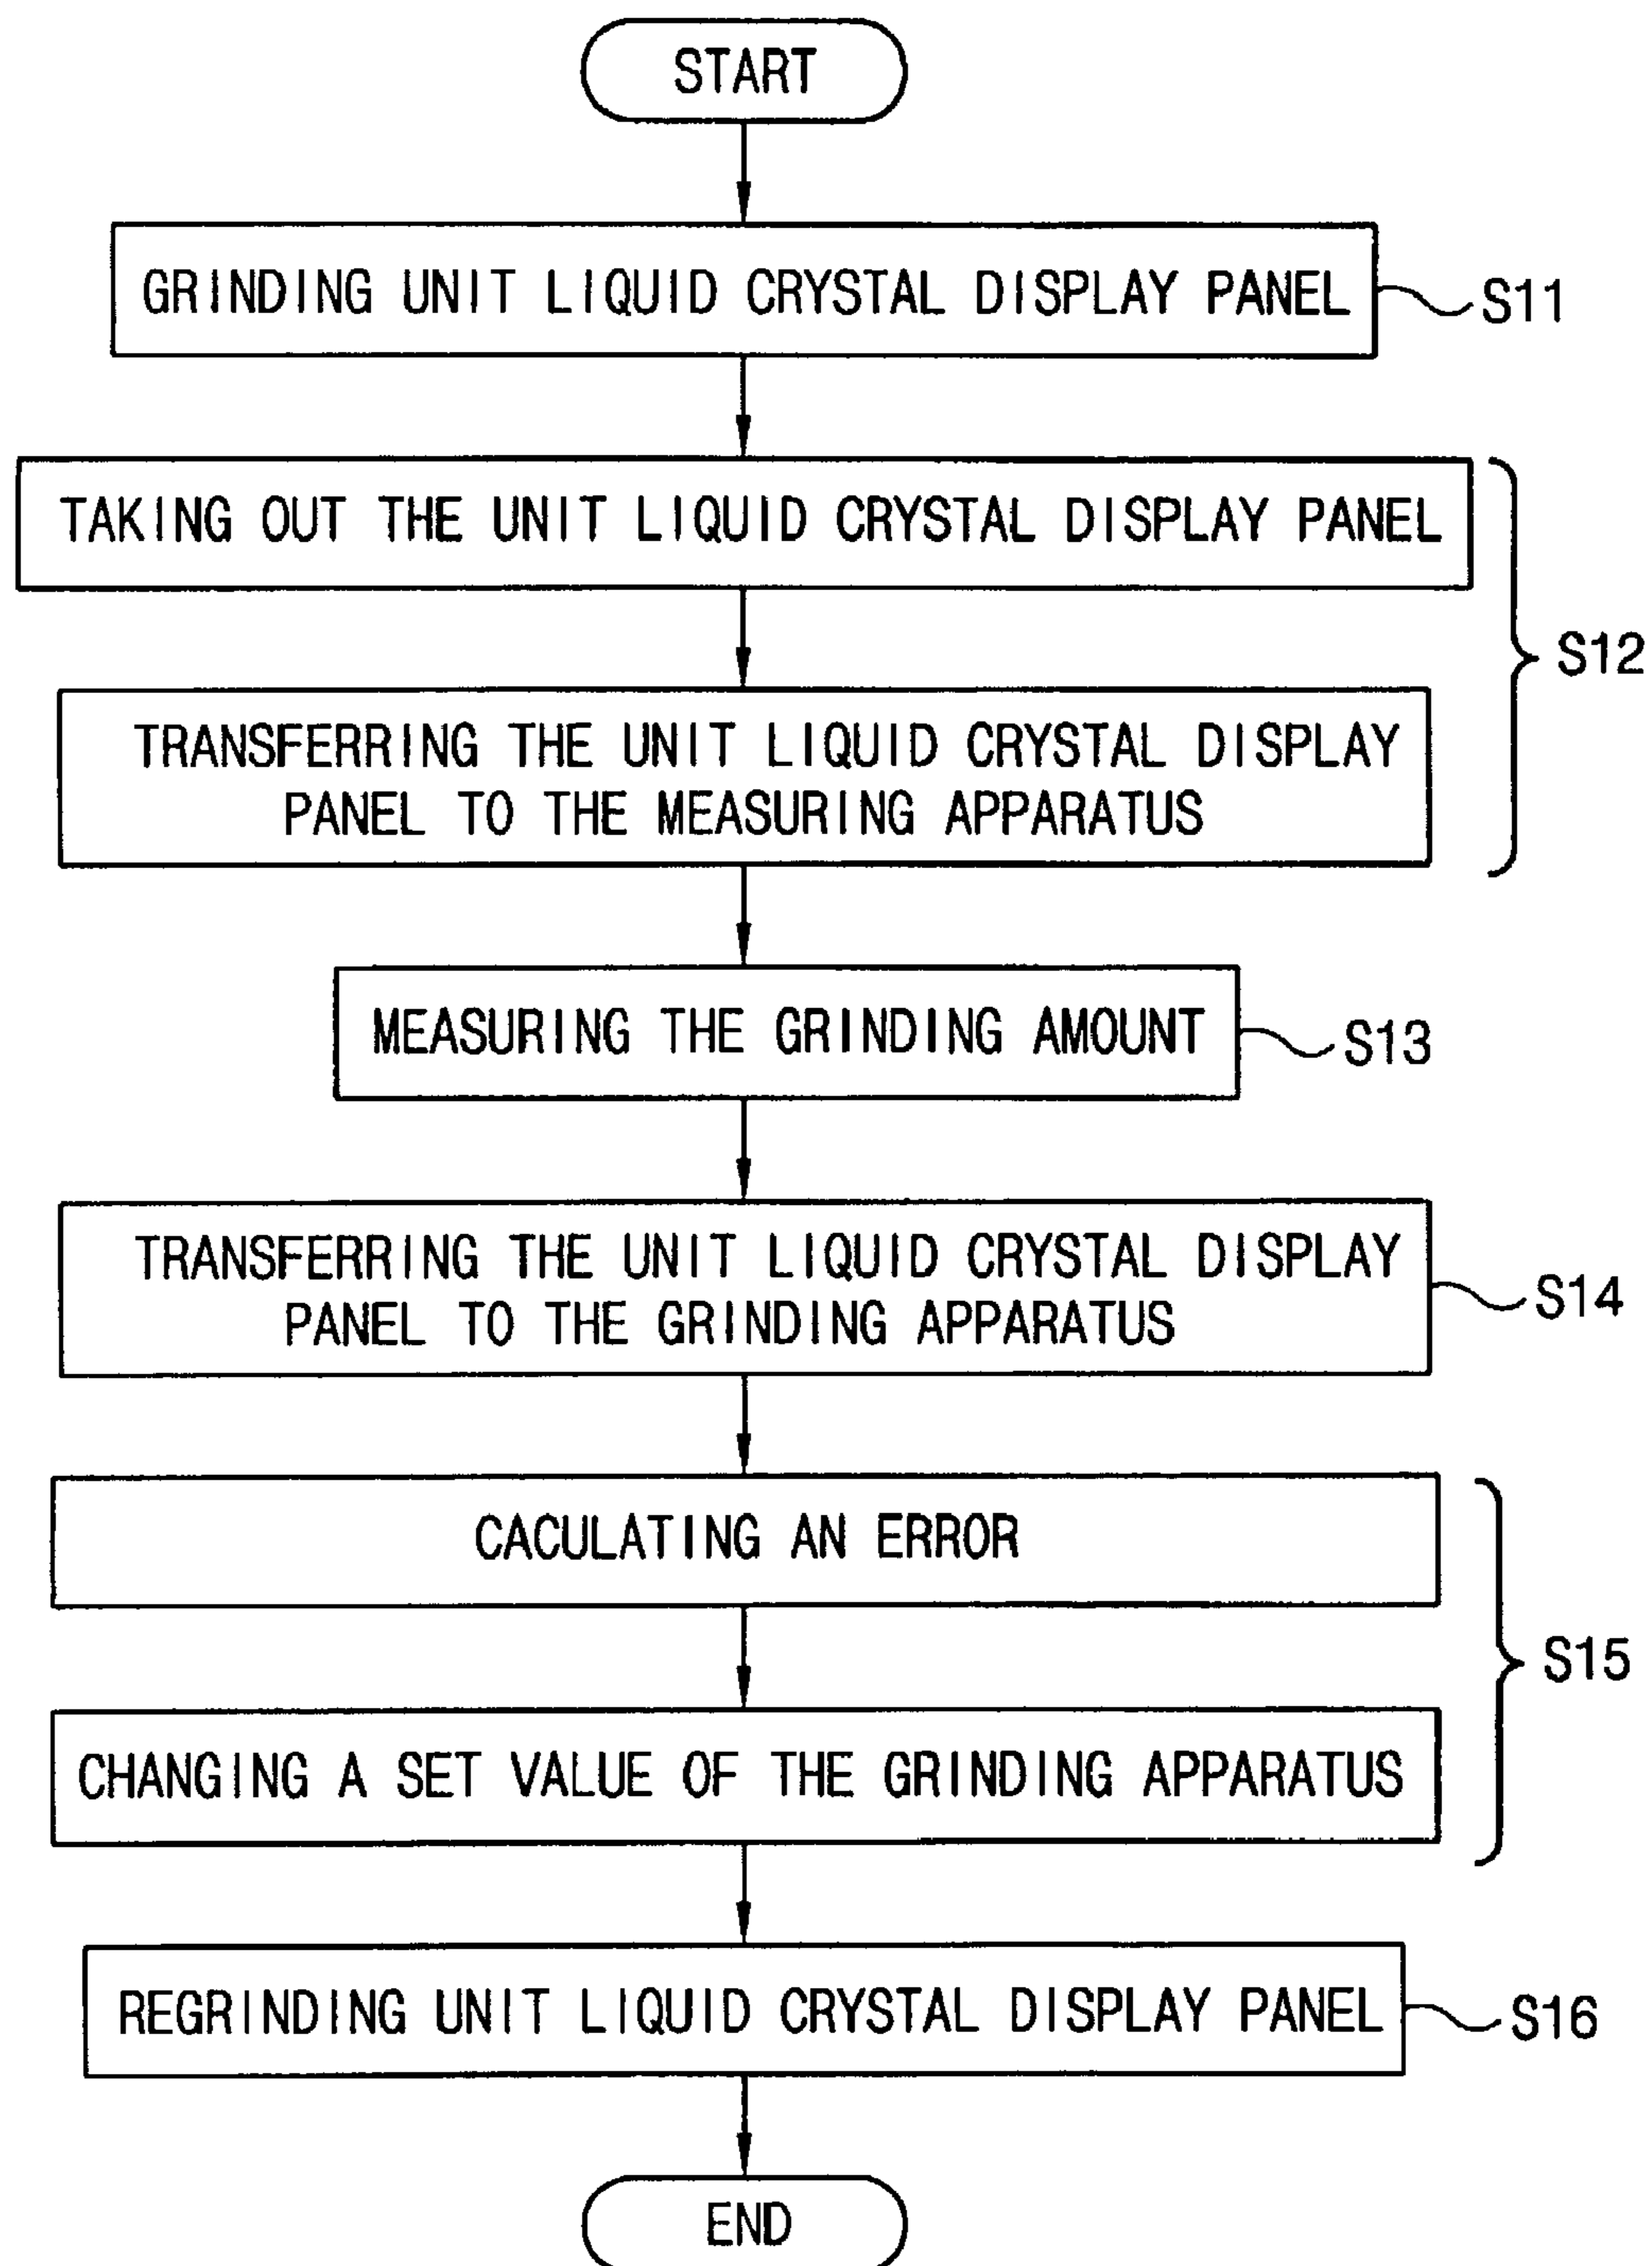 START
GRINDING UNIT LIQUID CRYSTAL DISPLAY PANEL
S11
TAKING OUT THE UNIT LIQUID CRYSTAL DISPLAY PANEL
S12
TRANSFERRING THE UNIT LIQUID CRYSTAL DISPLAY
PANEL TO THE MEASURING APPARATUS
MEASURING THE GRINDING AMOUNT
S13
TRANSFERRING THE UNIT LIQUID CRYSTAL DISPLAY
PANEL TO THE GRINDING APPARATUS
S14
CACULATING AN ERROR
S15
CHANGING A SET VALUE OF THE GRINDING APPARATUS
REGRINDING UNIT LIQUID CRYSTAL DISPLAY PANEL
S16
END